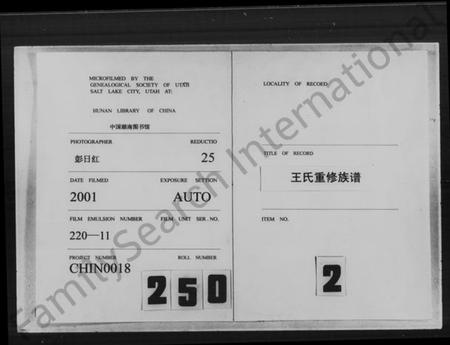 MICROFILMED BY THE
GENEALOGICAL SOCIETY OF UTAH
SALT LAKE CITY, UTAH AT:
HUNAN LIBRARY OF CHINA
中国湖南图书馆
PHOTOGRAPHER REDUCTIO
彭日红 25
DATE FILMED EXPOSURE SETTION
2001 AUTO
FILM EMULSION NUMBER FILM UNIT SER. NO.
220—11
PROJECT NUMBER ROLL NUMBER
CHIN0018 250
LOCALITY OF RECORD
TITLE OF RECORD
王氏重修族谱
ITEM NO.
2
FamilySearch International